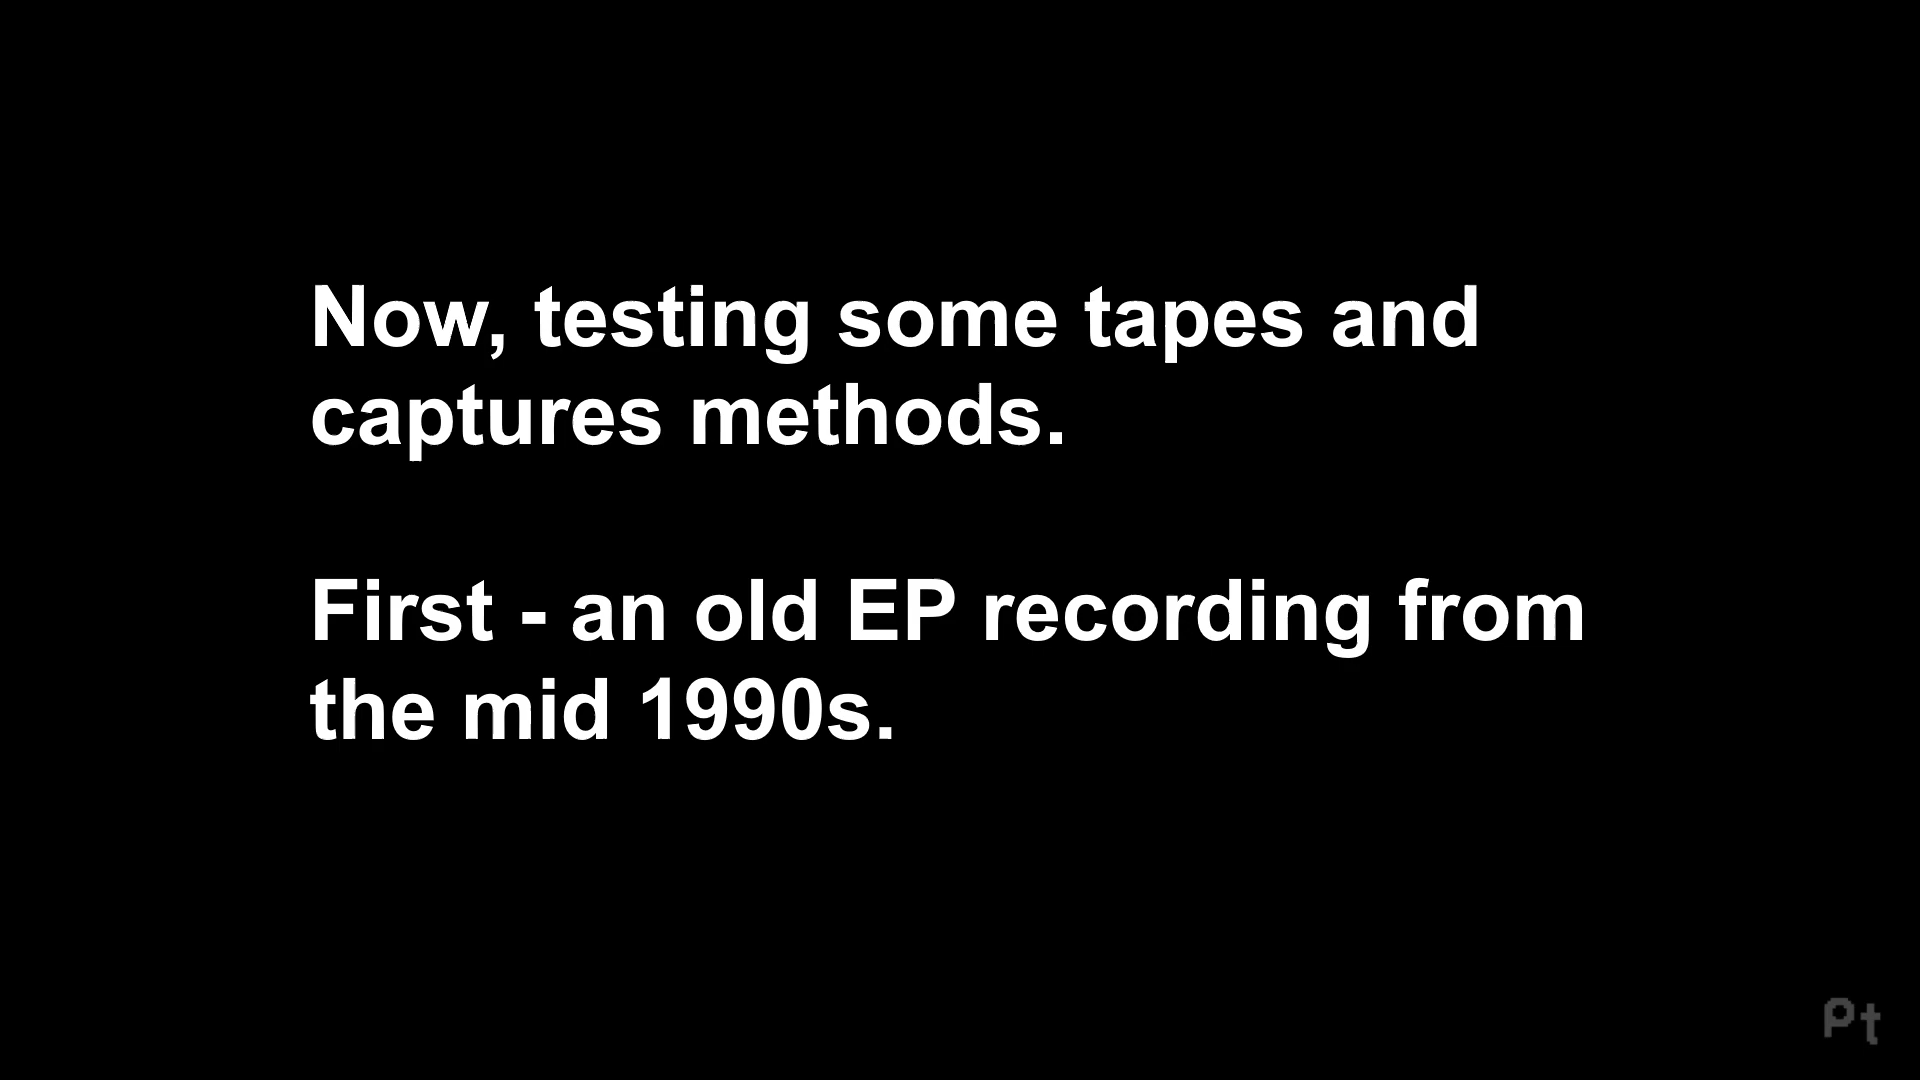 Now, testing some tapes and
captures methods.
First - an old EP recording from
the mid 1990s.
Pt